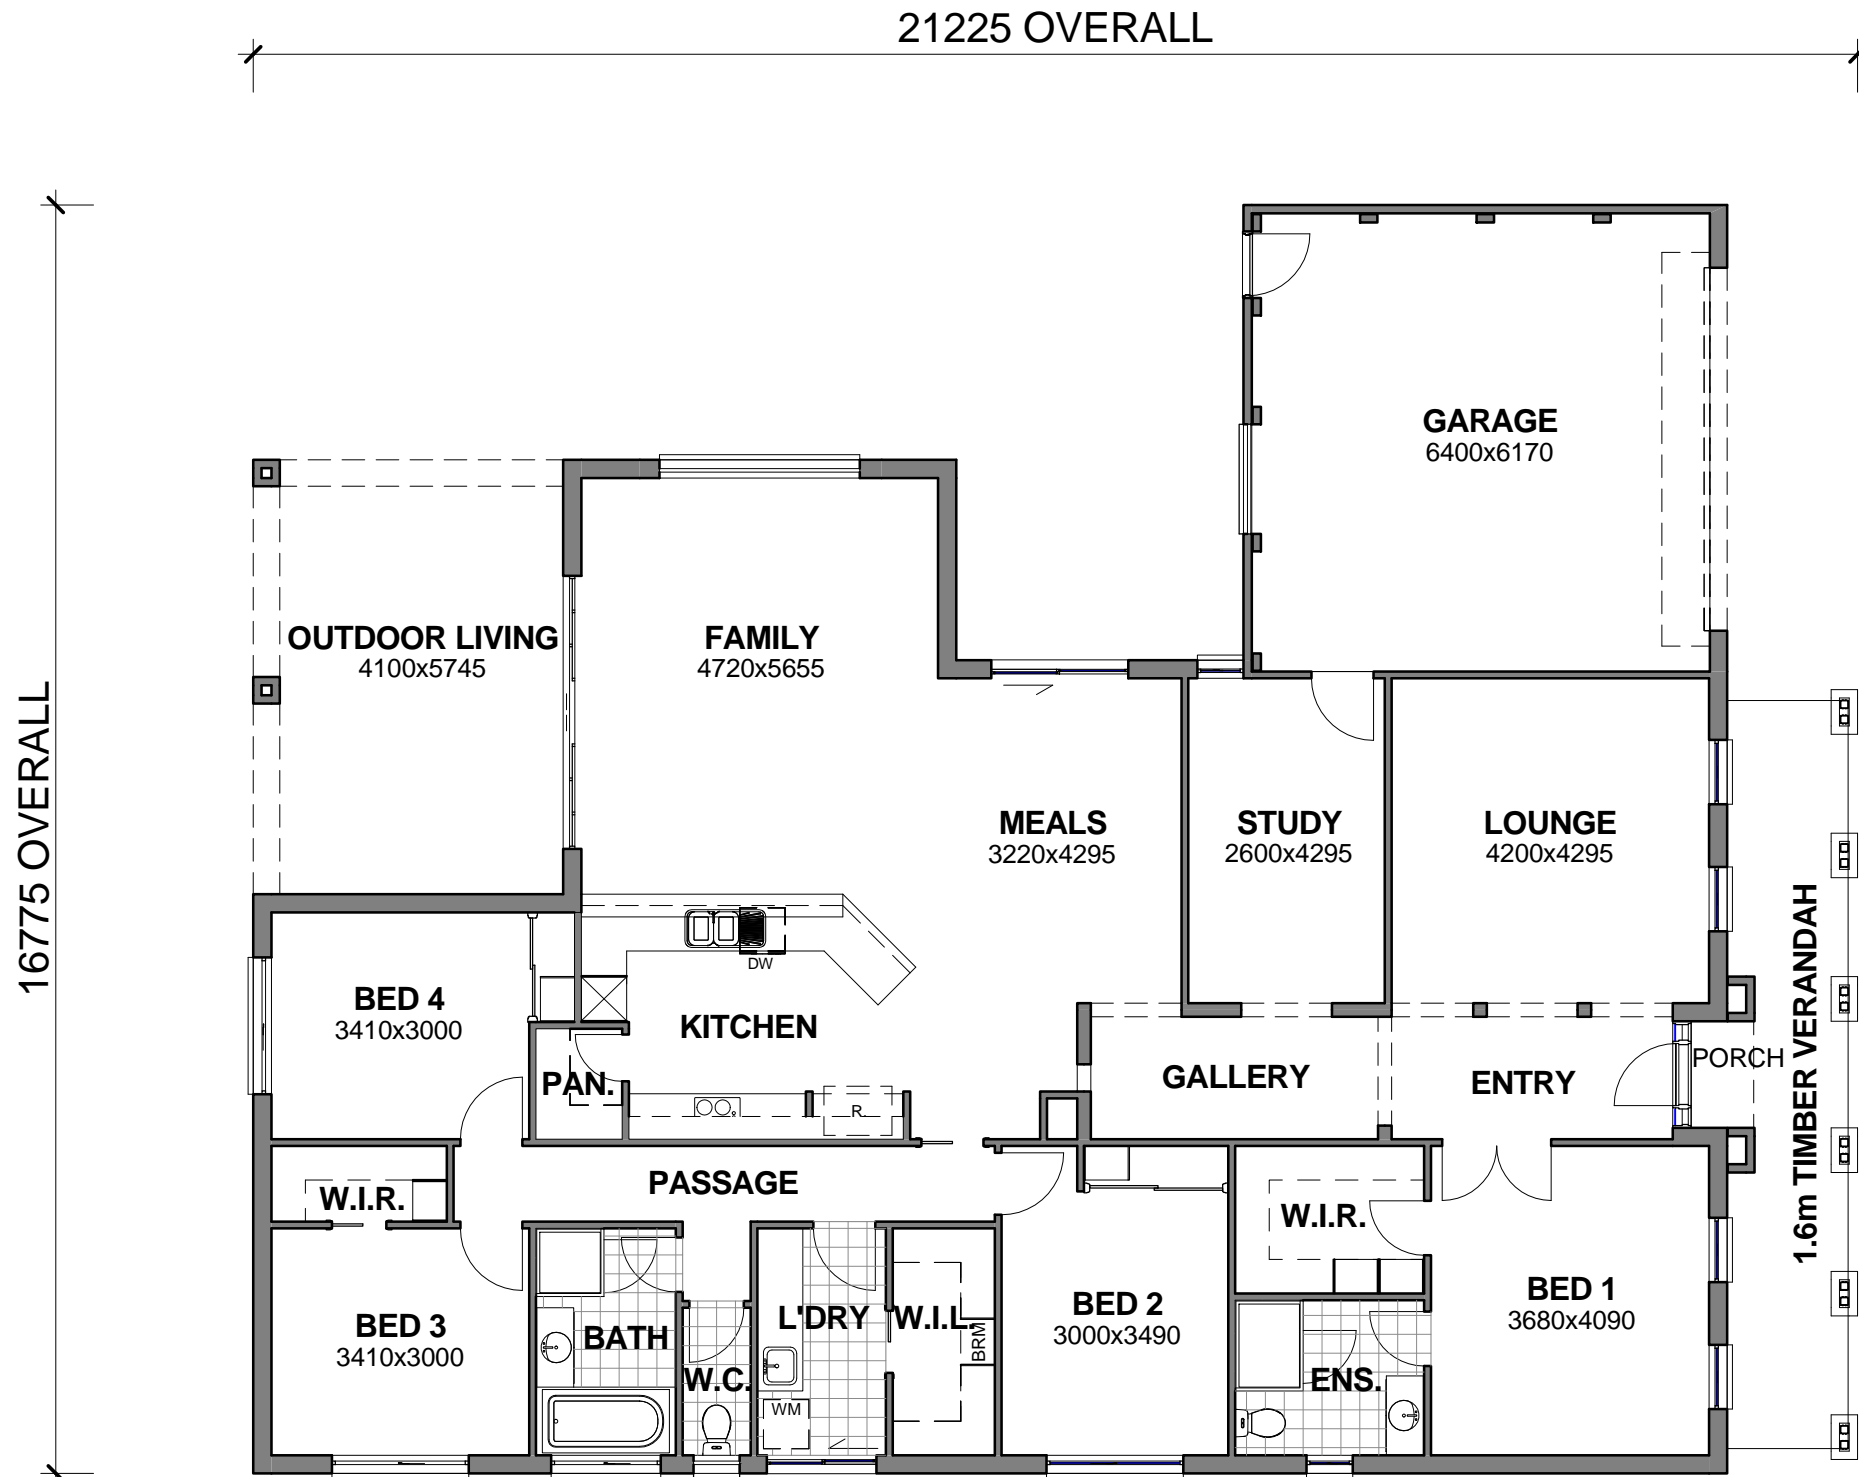 21225 OVERALL
16775 OVERALL
GARAGE
6400x6170
OUTDOOR LIVING
4100x5745
FAMILY
4720x5655
MEALS
3220x4295
STUDY
2600x4295
LOUNGE
4200x4295
1.6m TIMBER VERANDAH
DW
BED 4
3410x3000
KITCHEN
PAN.
R.
GALLERY
ENTRY
PORCH
PASSAGE
W.I.R.
W.I.R.
BED 3
3410x3000
BATH
W.C.
L'DRY
WM
W.I.L.
BRM
BED 2
3000x3490
ENS.
BED 1
3680x4090